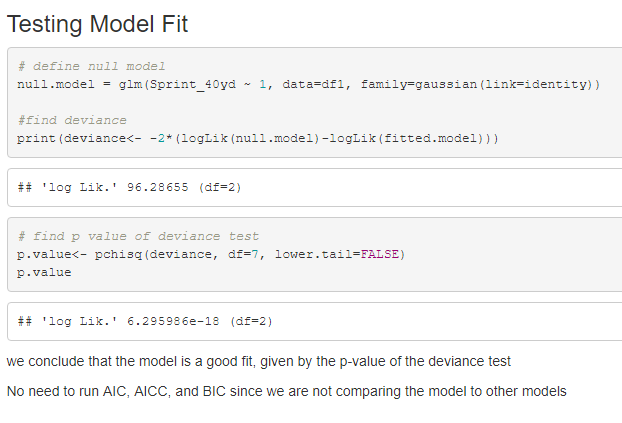 Testing Model Fit
# define null model
null.model = glm(Sprint_40yd ~ 1, data=df1, family=gaussian(link=identity))
#find deviance
print(deviance<- -2*(logLik(null.model)-logLik(fitted.model)))
## 'log Lik.' 96.28655 (df=2)
# find p value of deviance test
p.value<- pchisq(deviance, df=7, lower.tail=FALSE)
p.value
## 'log Lik.' 6.295986e-18 (df=2)
we conclude that the model is a good fit, given by the p-value of the deviance test
No need to run AIC, AICC, and BIC since we are not comparing the model to other models